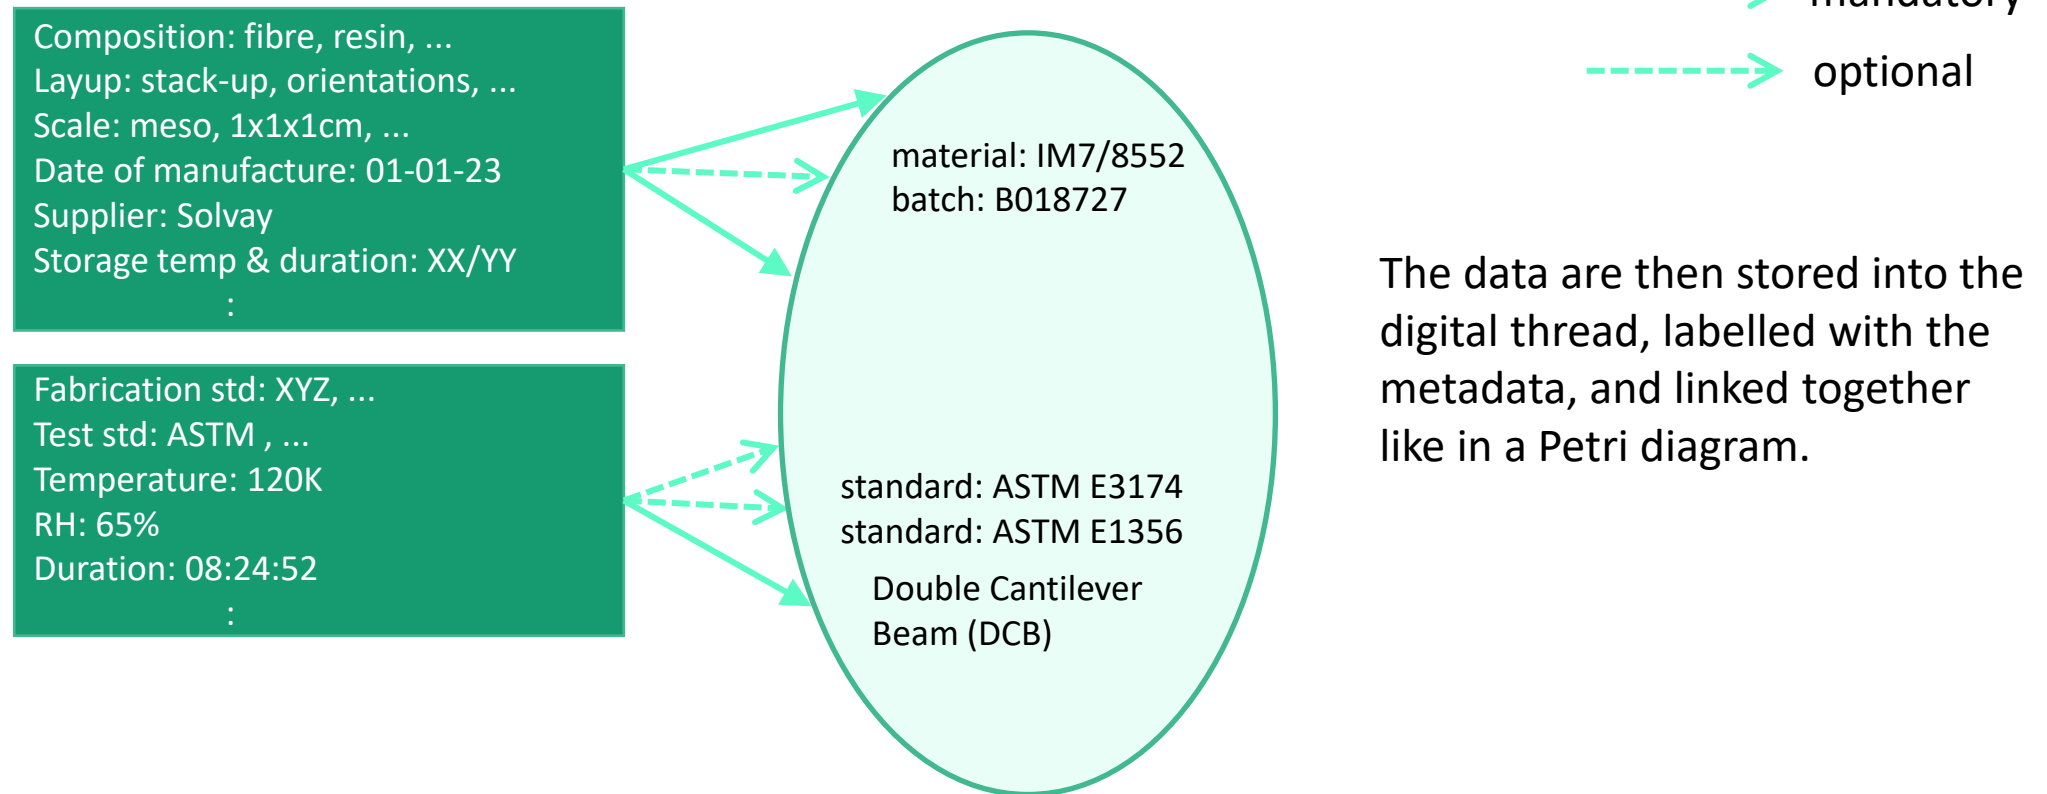 Composition: fibre, resin, ...
Layup: stack-up, orientations, ...
Scale: meso, 1x1x1cm, ...
Date of manufacture: 01-01-23
Supplier: Solvay
Storage temp & duration: XX/YY
:
Fabrication std: XYZ, ...
Test std: ASTM , ...
Temperature: 120K
RH: 65%
Duration: 08:24:52
:
material: IM7/8552
batch: B018727
standard: ASTM E3174
standard: ASTM E1356
Double Cantilever
Beam (DCB)
mandatory
optional
The data are then stored into the
digital thread, labelled with the
metadata, and linked together
like in a Petri diagram.